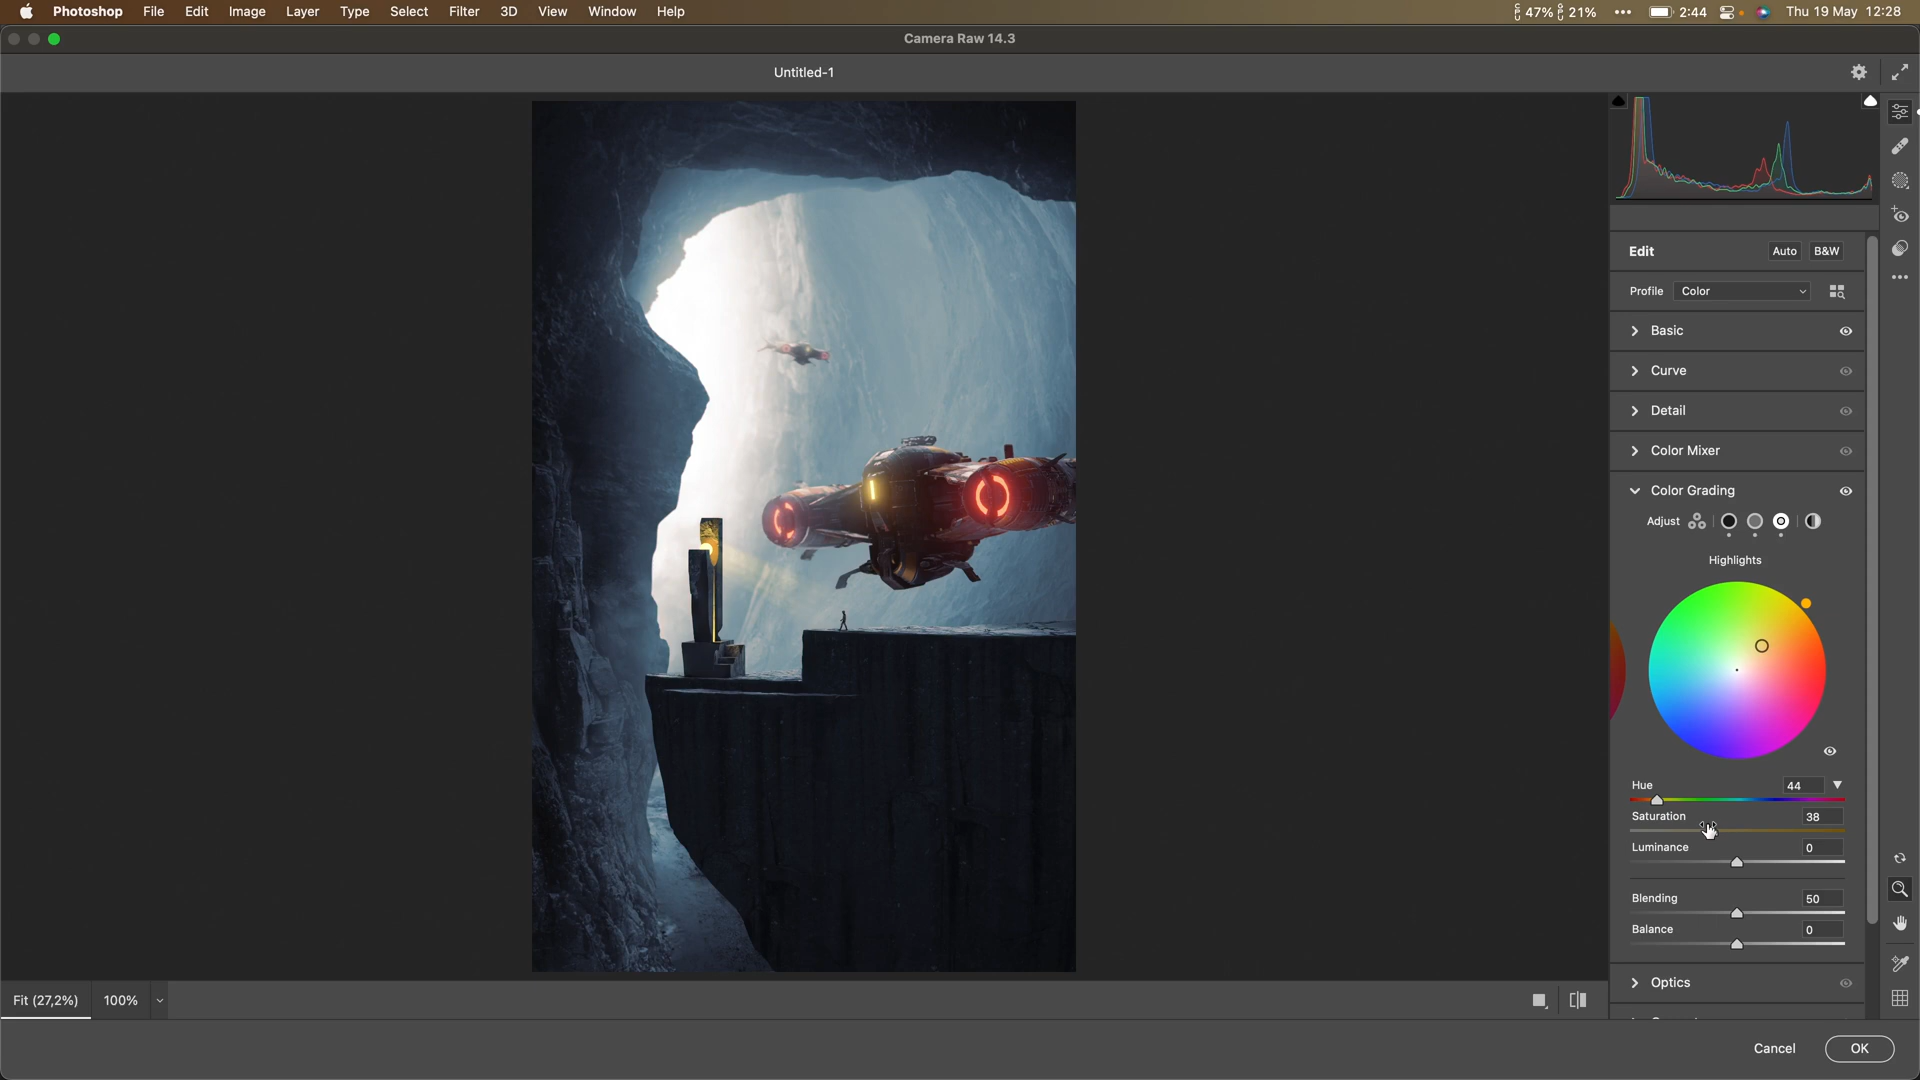 Photoshop File Edit Image Layer Type Select Filter 3D View Window Help 47% 21% 2:44 Thu 19 May 12:28
Camera Raw 14.3
Untitled-1
Edit Auto B&W
Profile Color
Basic
Curve
Detail
Color Mixer
Color Grading
Adjust
Highlights
Hue 44
Saturation 38
Luminance 0
Blending 50
Balance 0
Optics
Fit (27,2%) 100%
Cancel OK